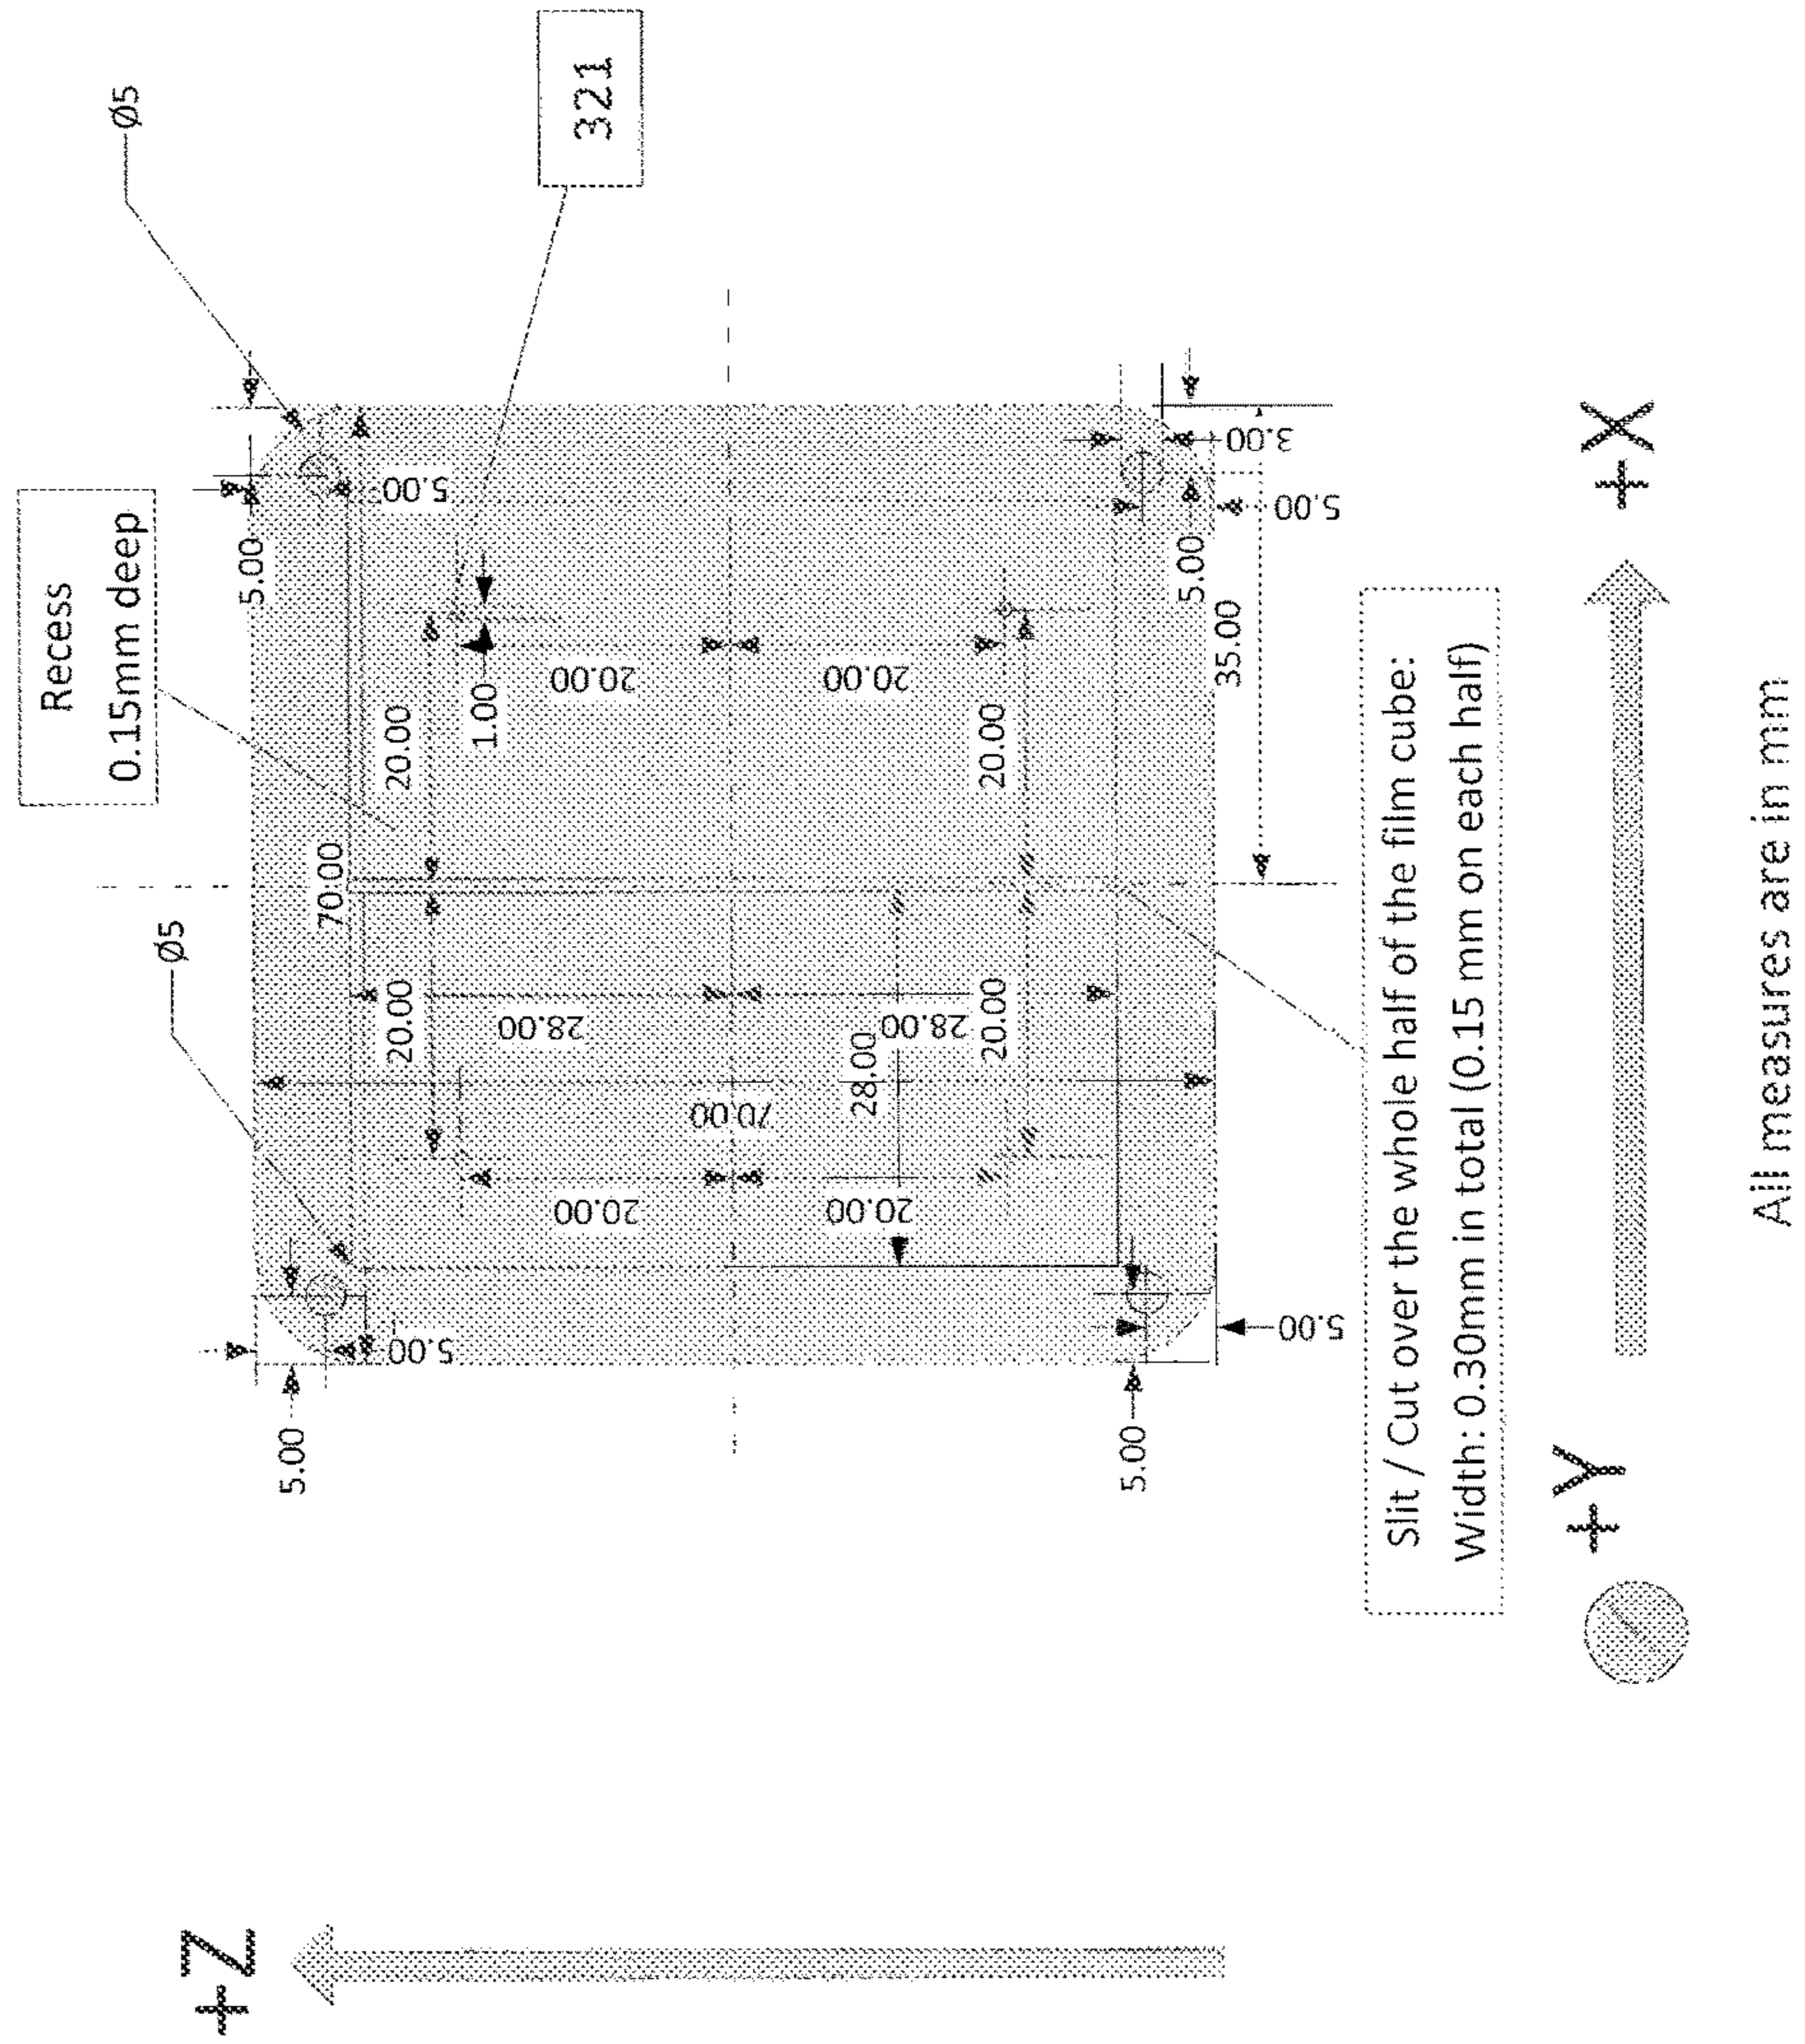 Recess
0.15mm deep
Ø5
Ø5
321
5.00
5.00
70.00
20.00
20.00
1.00
20.00
20.00
28.00
28.00
28.00
70.00
20.00
20.00
20.00
20.00
5.00
5.00
5.00
5.00
5.00
5.00
3.00
35.00
Slit / Cut over the whole half of the film cube:
Width: 0.30mm in total (0.15 mm on each half)
+Z
+Y
+X
All measures are in mm